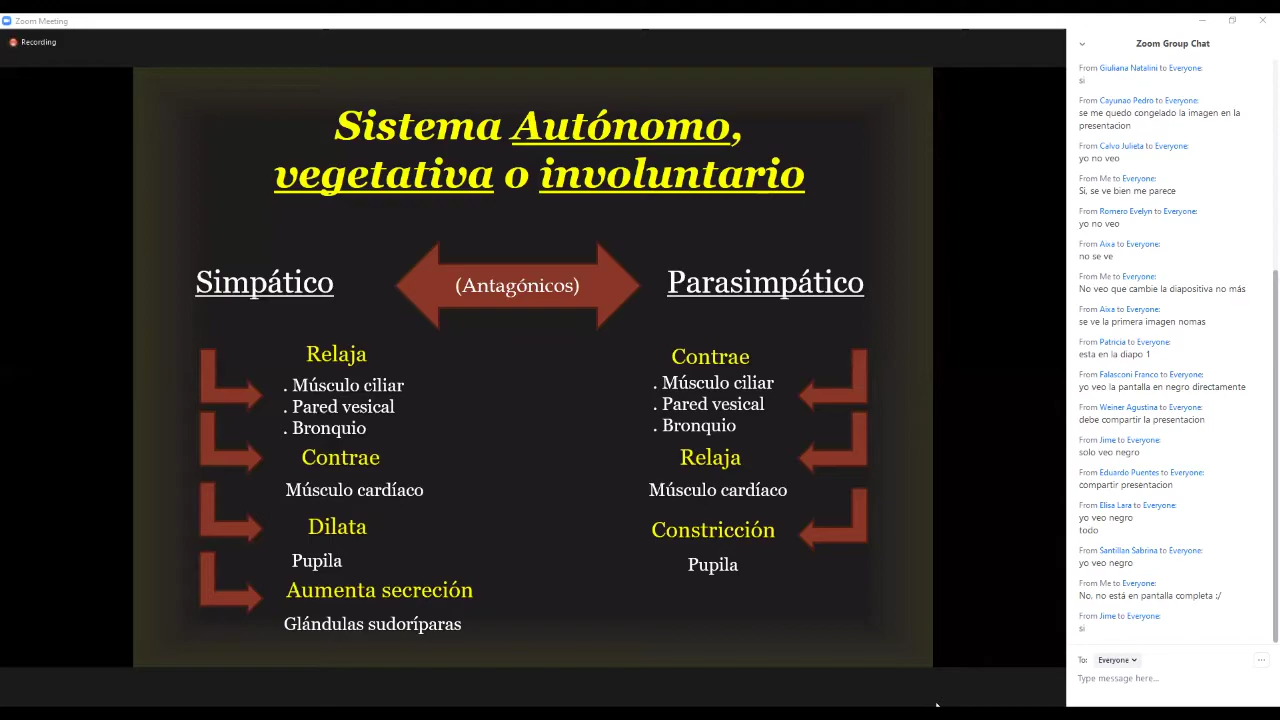 Zoom Meeting
Recording
Sistema Autónomo,
vegetativa o involuntario
Simpático
(Antagónicos)
Parasimpático
Relaja
. Músculo ciliar
. Pared vesical
. Bronquio
Contrae
Músculo cardíaco
Dilata
Pupila
Aumenta secreción
Glándulas sudoríparas
Contrae
. Músculo ciliar
. Pared vesical
. Bronquio
Relaja
Músculo cardíaco
Constricción
Pupila
Zoom Group Chat
From Giuliana Natalini to Everyone:
si
From Cayunao Pedro to Everyone:
se me quedo congelado la imagen en la
presentacion
From Calvo Julieta to Everyone:
yo no veo
From Me to Everyone:
Si, se ve bien me parece
From Romero Evelyn to Everyone:
yo no veo
From Aixa to Everyone:
no se ve
From Me to Everyone:
No veo que cambie la diapositiva no más
From Aixa to Everyone:
se ve la primera imagen nomas
From Patricia to Everyone:
esta en la diapo 1
From Falasconi Franco to Everyone:
yo veo la pantalla en negro directamente
From Weiner Agustina to Everyone:
debe compartir la presentacion
From Jime to Everyone:
solo veo negro
From Eduardo Puentes to Everyone:
compartir presentacion
From Elisa Lara to Everyone:
yo veo negro
todo
From Santillan Sabrina to Everyone:
yo veo negro
From Me to Everyone:
No, no está en pantalla completa :/
From Jime to Everyone:
si
To: Everyone
Type message here...